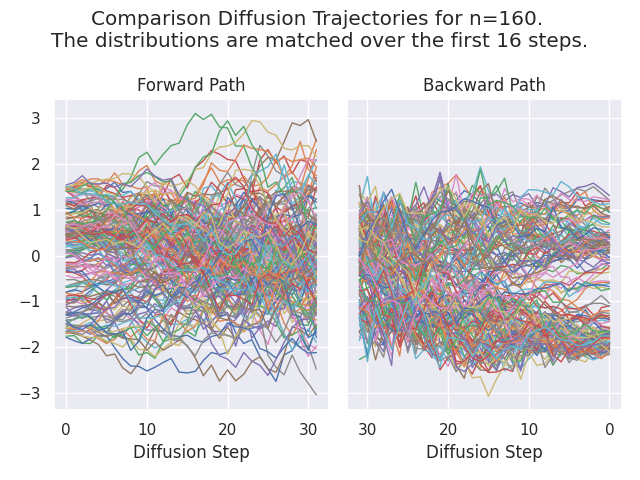 Comparison Diffusion Trajectories for n=160.
The distributions are matched over the first 16 steps.
Forward Path
Backward Path
3
2
1
0
−1
−2
−3
0 10 20 30
30 20 10 0
Diffusion Step
Diffusion Step